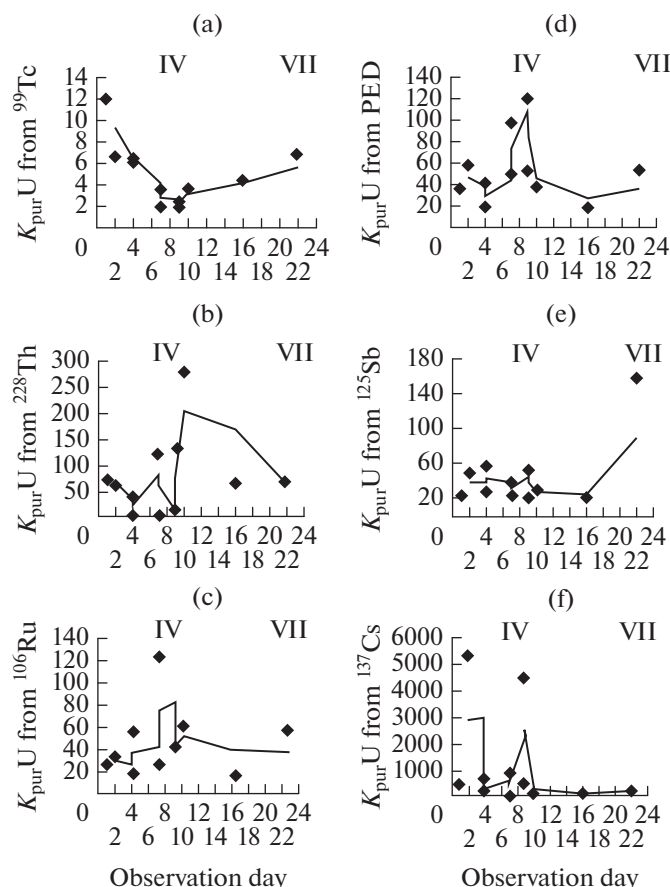 (a)
IV VII
K_pur U from ⁹⁹Tc
14
12
10
8
6
4
2
0
4 8 12 16 20 24
2 6 10 14 18 22
(d)
IV VII
K_pur U from PED
140
120
100
80
60
40
20
0
4 8 12 16 20 24
2 6 10 14 18 22
(b)
IV VII
K_pur U from ²²⁸Th
300
250
200
150
100
50
0
4 8 12 16 20 24
2 6 10 14 18 22
(e)
IV VII
K_pur U from ¹²⁵Sb
180
140
100
60
20
0
4 8 12 16 20 24
2 6 10 14 18 22
(c)
IV VII
K_pur U from ¹⁰⁶Ru
140
120
100
80
60
40
20
0
4 8 12 16 20 24
2 6 10 14 18 22
Observation day
(f)
IV VII
K_pur U from ¹³⁷Cs
6000
5000
4000
3000
2000
1000
0
4 8 12 16 20 24
2 6 10 14 18 22
Observation day